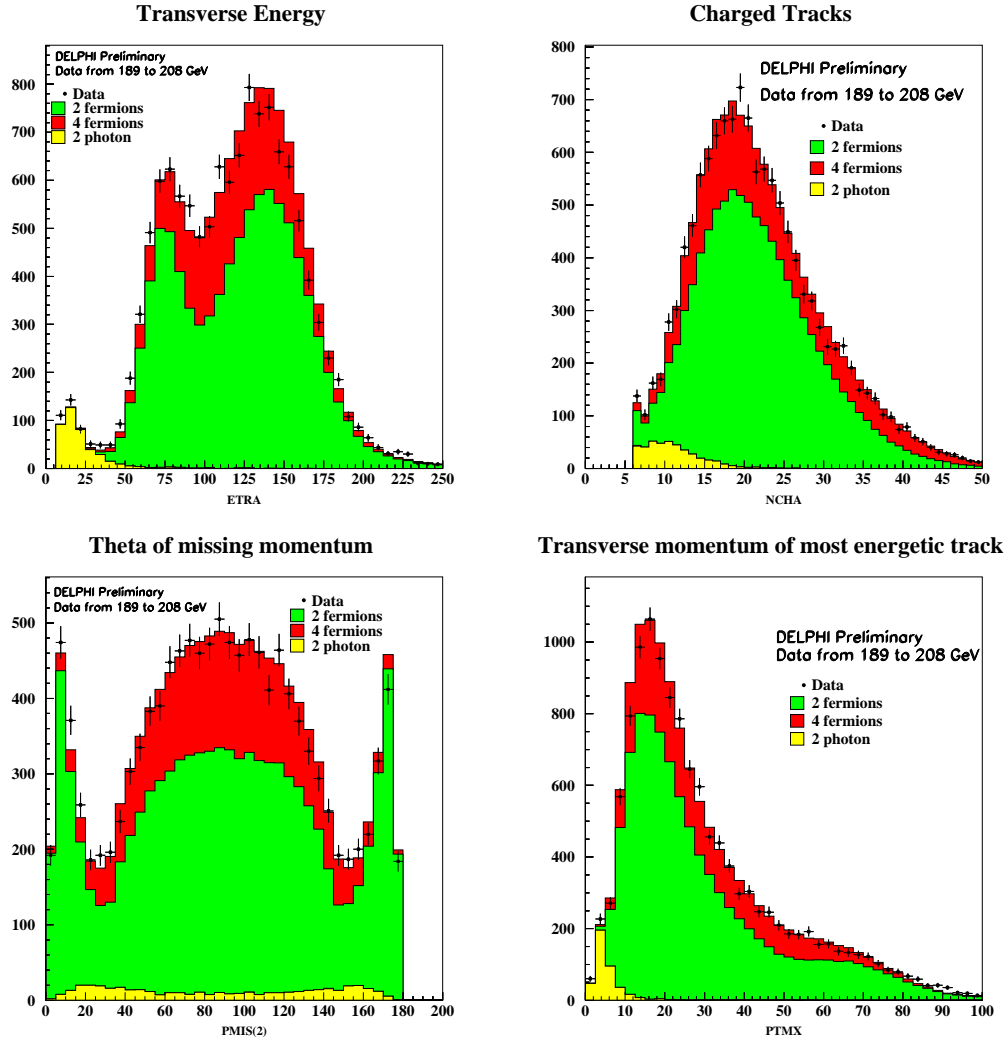 Transverse Energy
DELPHI Preliminary
Data from 189 to 208 GeV
Data
2 fermions
4 fermions
2 photon
800
700
600
500
400
300
200
100
0
0 25 50 75 100 125 150 175 200 225 250
ETRA
Charged Tracks
DELPHI Preliminary
Data from 189 to 208 GeV
Data
2 fermions
4 fermions
2 photon
800
700
600
500
400
300
200
100
0
0 5 10 15 20 25 30 35 40 45 50
NCHA
Theta of missing momentum
DELPHI Preliminary
Data from 189 to 208 GeV
Data
2 fermions
4 fermions
2 photon
500
400
300
200
100
0
0 20 40 60 80 100 120 140 160 180 200
PMIS(2)
Transverse momentum of most energetic track
DELPHI Preliminary
Data from 189 to 208 GeV
Data
2 fermions
4 fermions
2 photon
1000
800
600
400
200
0
0 10 20 30 40 50 60 70 80 90 100
PTMX